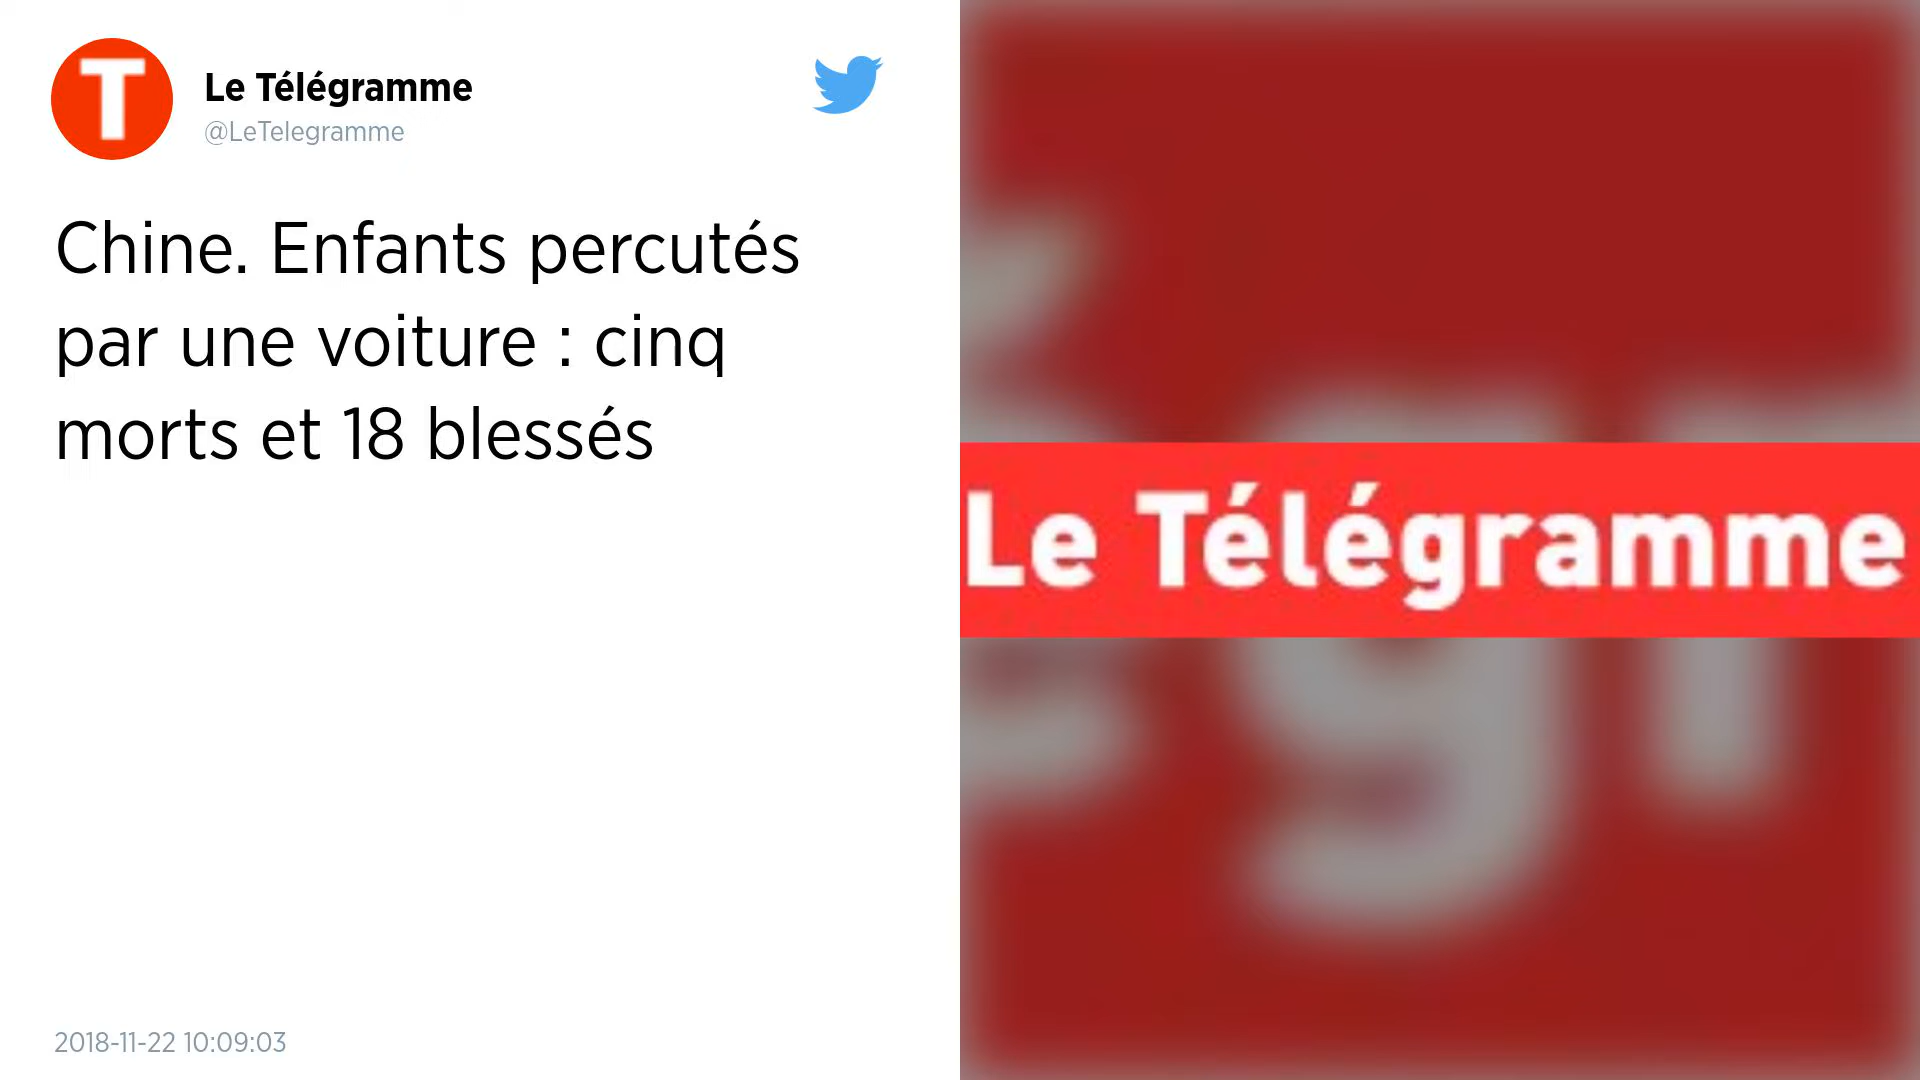 T
Le Télégramme
@LeTelegramme
Chine. Enfants percutés
par une voiture : cinq
morts et 18 blessés
2018-11-22 10:09:03
Le Télégramme